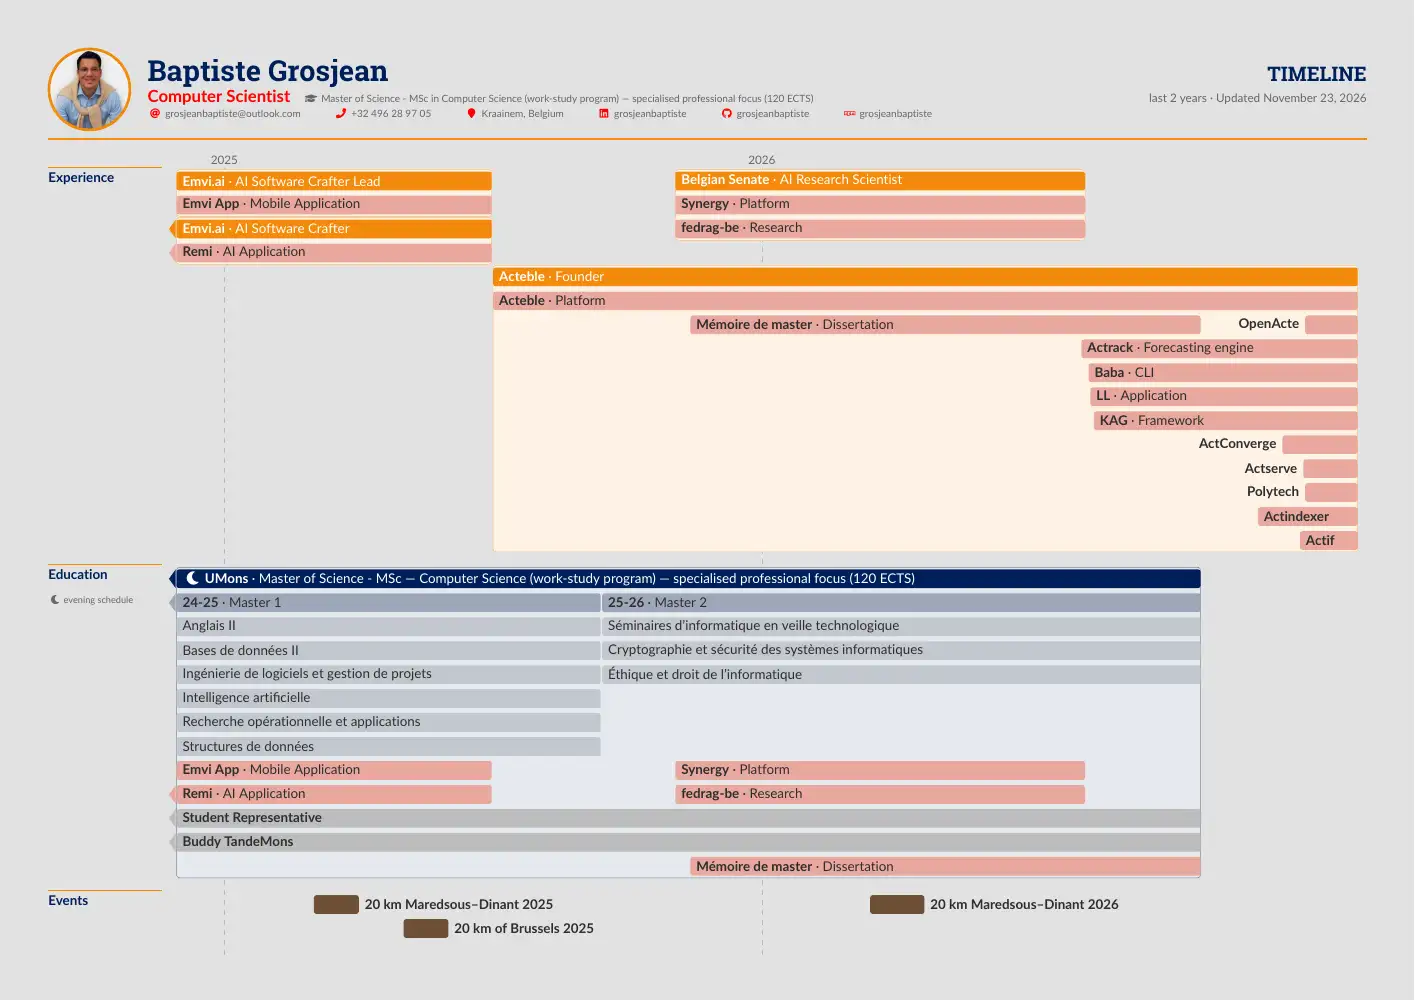 Baptiste Grosjean
TIMELINE
Computer Scientist Master of Science - MSc in Computer Science (work-study program) — specialised professional focus (120 ECTS)
last 2 years · Updated November 23, 2026
grosjeanbaptiste@outlook.com +32 496 28 97 05 Kraainem, Belgium grosjeanbaptiste grosjeanbaptiste grosjeanbaptiste
2025 2026
Experience
Emvi.ai · AI Software Crafter Lead
Belgian Senate · AI Research Scientist
Emvi App · Mobile Application
Synergy · Platform
Emvi.ai · AI Software Crafter
fedrag-be · Research
Remi · AI Application
Acteble · Founder
Acteble · Platform
Mémoire de master · Dissertation
OpenActe
Actrack · Forecasting engine
Baba · CLI
LL · Application
KAG · Framework
ActConverge
Actserve
Polytech
Actindexer
Actif
Education
evening schedule
UMons · Master of Science - MSc — Computer Science (work-study program) — specialised professional focus (120 ECTS)
24-25 · Master 1
25-26 · Master 2
Anglais II
Séminaires d'informatique en veille technologique
Bases de données II
Cryptographie et sécurité des systèmes informatiques
Ingénierie de logiciels et gestion de projets
Éthique et droit de l'informatique
Intelligence artificielle
Recherche opérationnelle et applications
Structures de données
Emvi App · Mobile Application
Synergy · Platform
Remi · AI Application
fedrag-be · Research
Student Representative
Buddy TandeMons
Mémoire de master · Dissertation
Events
20 km Maredsous–Dinant 2025
20 km Maredsous–Dinant 2026
20 km of Brussels 2025